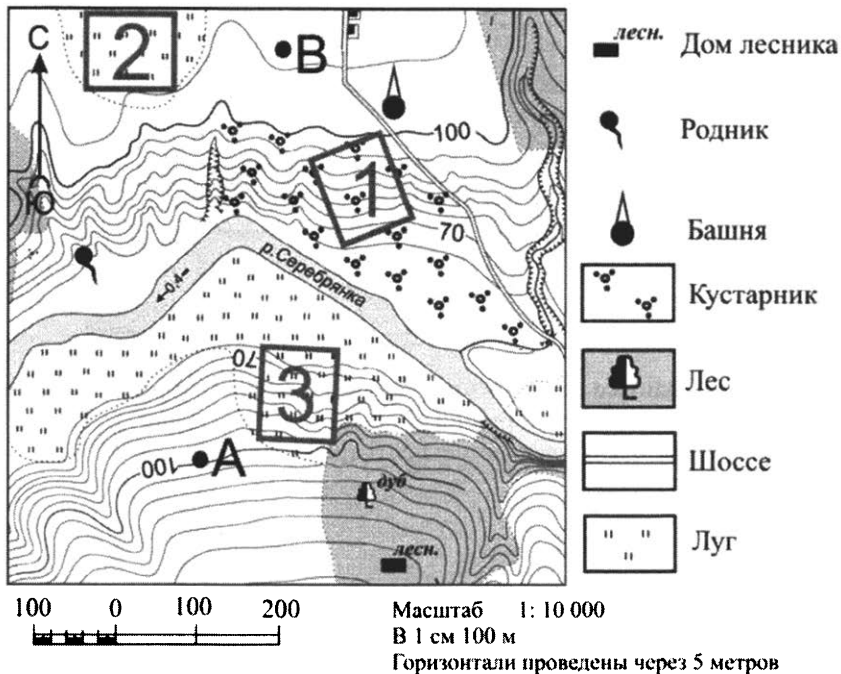 С
Ю
2
В
100
1
70
р. Серебрянка
0,4
70
3
100
А
дуб
лесн.
лесн.
Дом лесника
Родник
Башня
Кустарник
Лес
Шоссе
Луг
100 0 100 200
Масштаб 1: 10 000
В 1 см 100 м
Горизонтали проведены через 5 метров